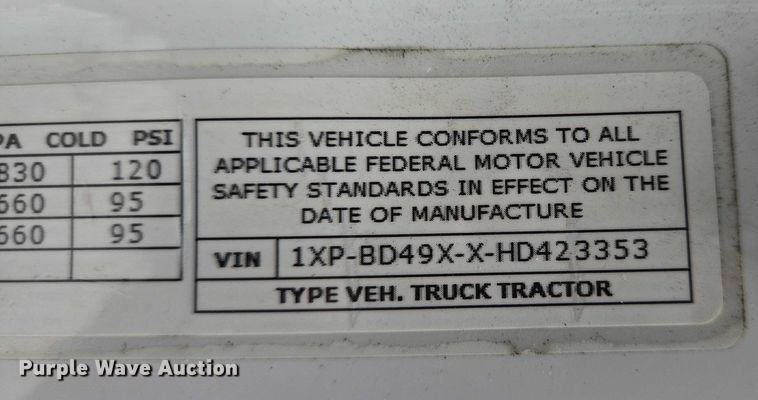 PA COLD PSI
830 120
660 95
660 95
THIS VEHICLE CONFORMS TO ALL
APPLICABLE FEDERAL MOTOR VEHICLE
SAFETY STANDARDS IN EFFECT ON THE
DATE OF MANUFACTURE
VIN 1XP-BD49X-X-HD423353
TYPE VEH. TRUCK TRACTOR
Purple Wave Auction